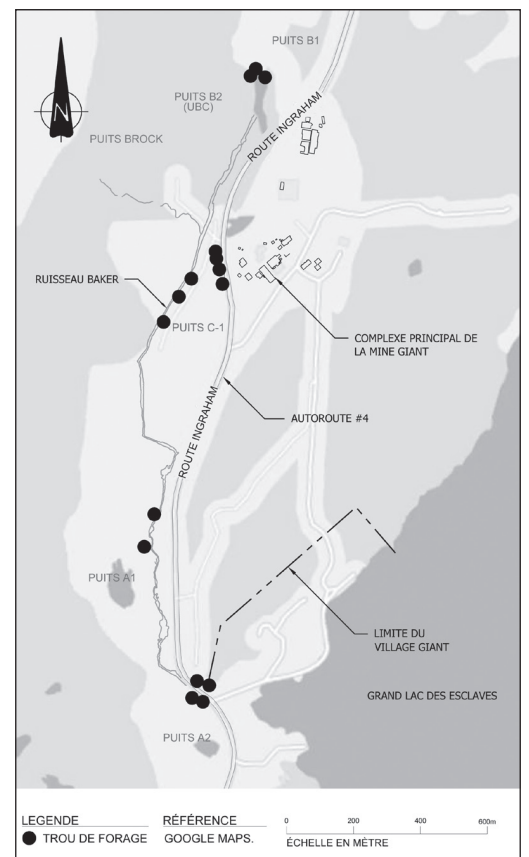 PUITS B1
N
PUITS B2
(UBC)
ROUTE INGRAHAM
PUITS BROCK
RUISSEAU BAKER
PUITS C-1
COMPLEXE PRINCIPAL DE
LA MINE GIANT
AUTOROUTE #4
ROUTE INGRAHAM
PUITS A1
LIMITE DU
VILLAGE GIANT
GRAND LAC DES ESCLAVES
PUITS A2
LEGENDE
TROU DE FORAGE
RÉFÉRENCE
GOOGLE MAPS.
0 200 400 600m
ÉCHELLE EN MÈTRE